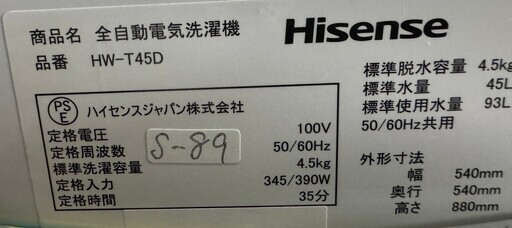 商品名 全自動電気洗濯機
品番 HW-T45D
Hisense
PS
E
ハイセンスジャパン株式会社
定格電圧 100V
定格周波数 50/60Hz
標準洗濯容量 4.5kg
定格入力 345/390W
定格時間 35分
S-89
標準脱水容量 4.5kg
標準水量 45L
標準使用水量 93L
50/60Hz共用
外形寸法
幅 540mm
奥行 540mm
高さ 880mm